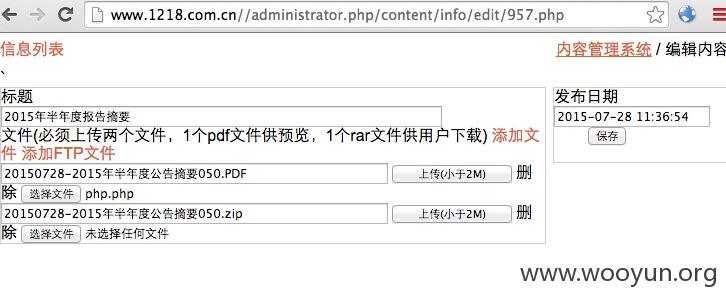 www.1218.com.cn//administrator.php/content/info/edit/957.php
信息列表
内容管理系统 / 编辑内容
、
标题
2015年半年度报告摘要
文件(必须上传两个文件，1个pdf文件供预览，1个rar文件供用户下载) 添加文
件 添加FTP文件
20150728-2015年半年度公告摘要050.PDF 上传(小于2M) 删
除 选择文件 php.php
20150728-2015年半年度公告摘要050.zip 上传(小于2M) 删
除 选择文件 未选择任何文件
发布日期
2015-07-28 11:36:54
保存
www.wooyun.org